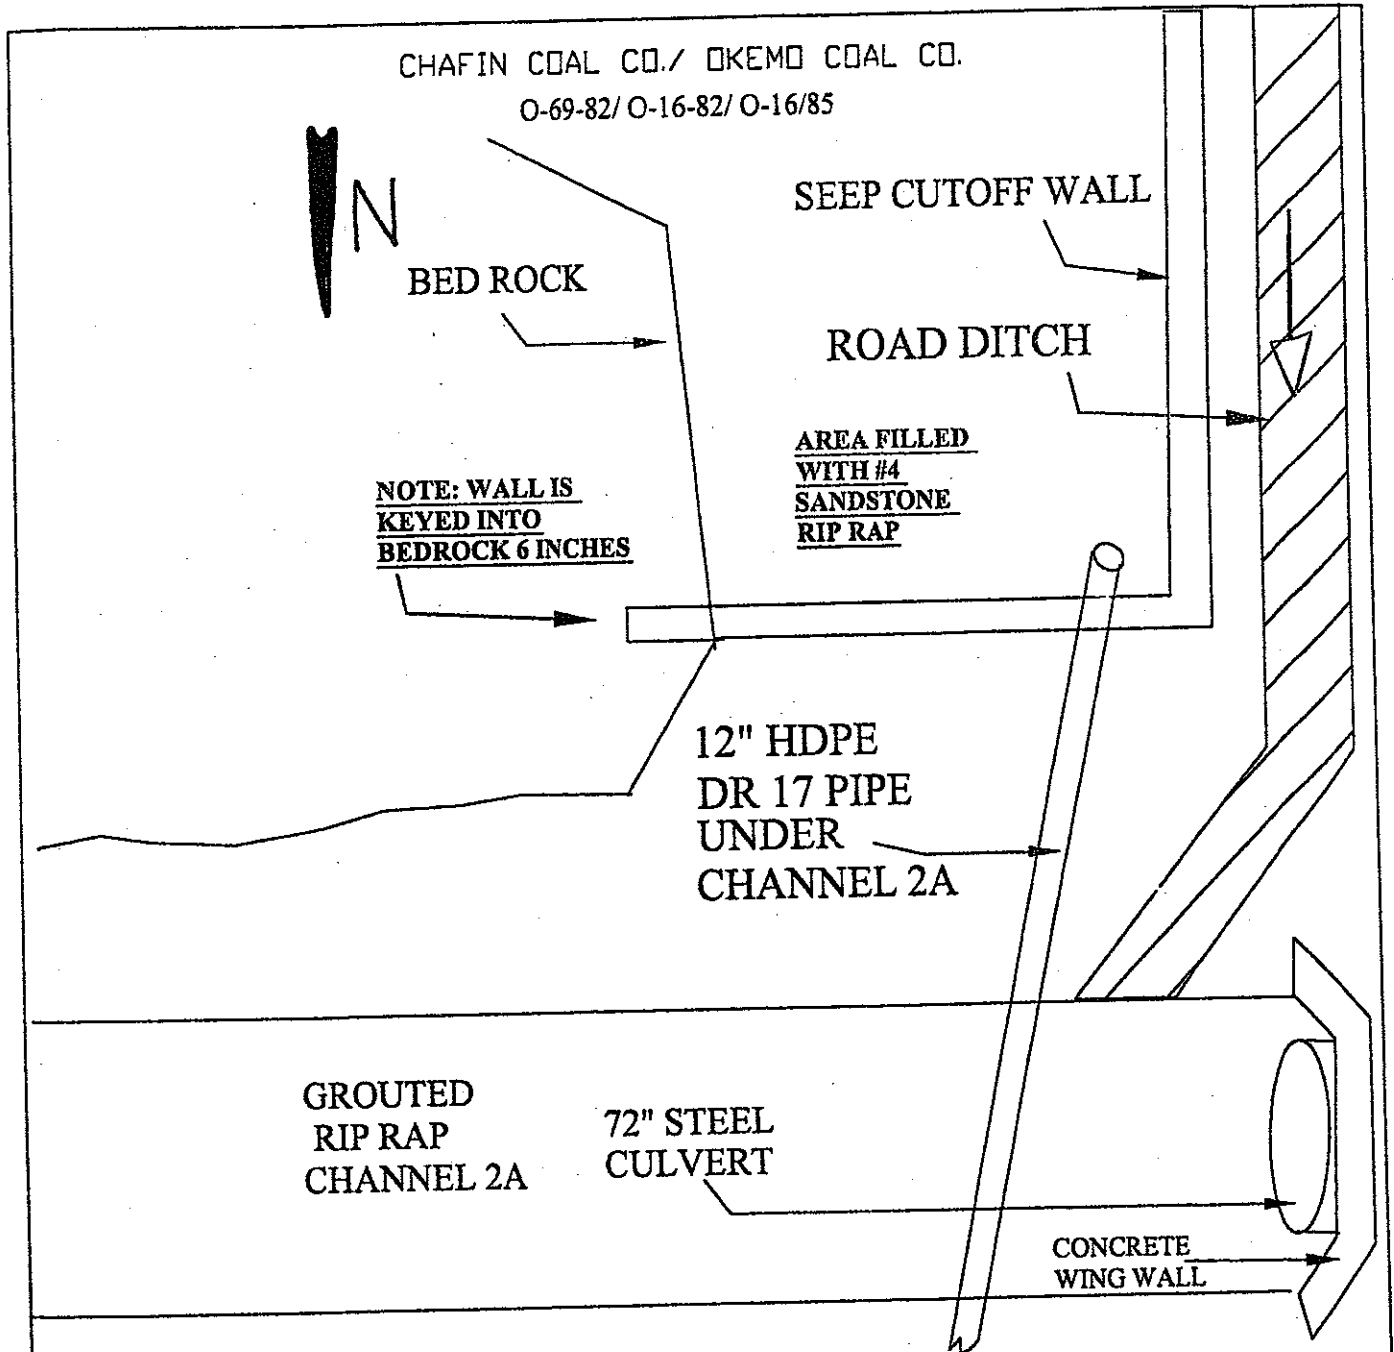 CHAFIN COAL CO./ OKEMO COAL CO.
O-69-82/ O-16-82/ O-16/85
N
SEEP CUTOFF WALL
BED ROCK
ROAD DITCH
AREA FILLED
WITH #4
SANDSTONE
RIP RAP
NOTE: WALL IS
KEYED INTO
BEDROCK 6 INCHES
12" HDPE
DR 17 PIPE
UNDER
CHANNEL 2A
GROUTED
RIP RAP
CHANNEL 2A
72" STEEL
CULVERT
CONCRETE
WING WALL